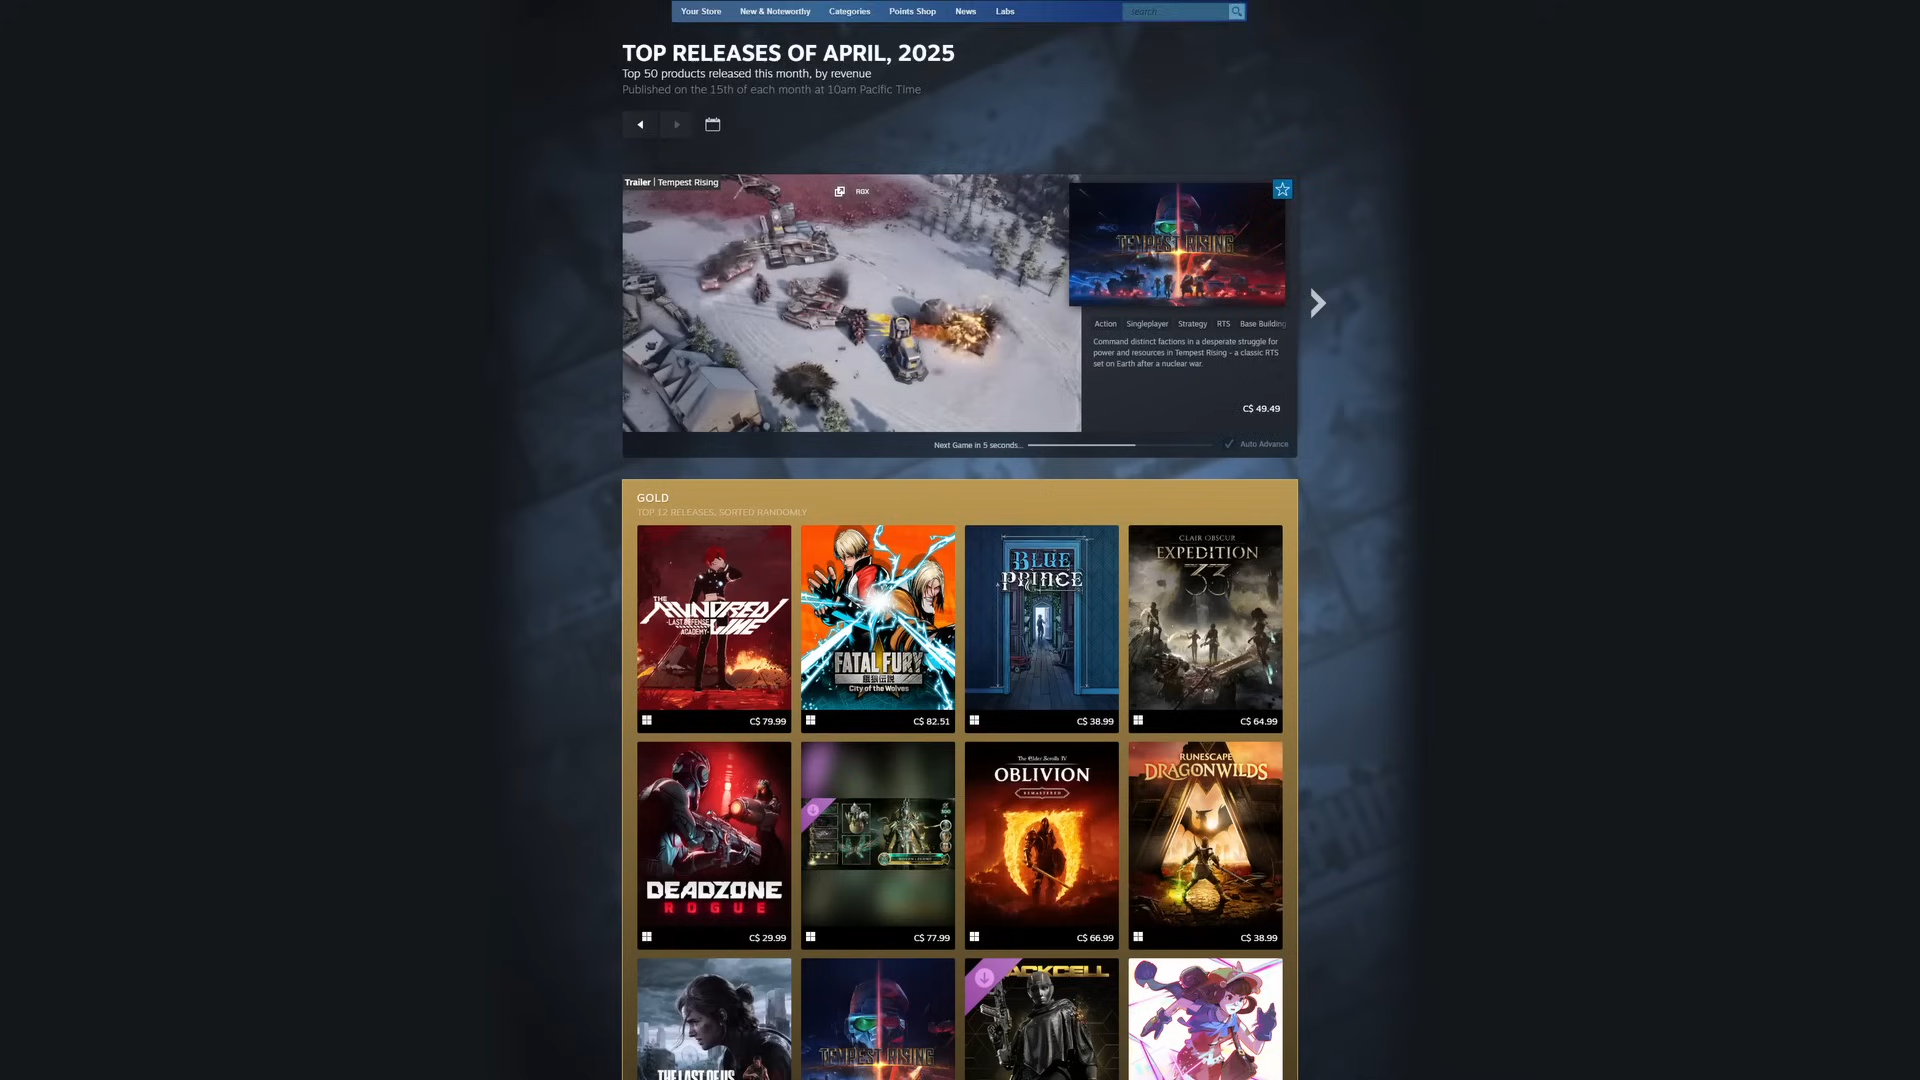 Your Store
New & Noteworthy
Categories
Points Shop
News
Labs
search
TOP RELEASES OF APRIL, 2025
Top 50 products released this month, by revenue
Published on the 15th of each month at 10am Pacific Time
Trailer | Tempest Rising
RGX
TEMPEST RISING
Action
Singleplayer
Strategy
RTS
Base Building
Command distinct factions in a desperate struggle for
power and resources in Tempest Rising - a classic RTS
set on Earth after a nuclear war.
C$ 49.49
Next Game in 5 seconds...
Auto Advance
GOLD
TOP 12 RELEASES, SORTED RANDOMLY
THE
HUNDRED
LINE
-LAST DEFENSE
ACADEMY-
FATAL FURY
餓狼伝説
City of the Wolves
BLUE
PRINCE
CLAIR OBSCUR
EXPEDITION
33
C$ 79.99
C$ 82.51
C$ 38.99
C$ 64.99
DEADZONE
ROGUE
The Elder Scrolls IV
OBLIVION
REMASTERED
RUNESCAPE
DRAGONWILDS
C$ 29.99
C$ 77.99
C$ 66.99
C$ 38.99
THE LAST OF US
TEMPEST RISING
ACKCELL